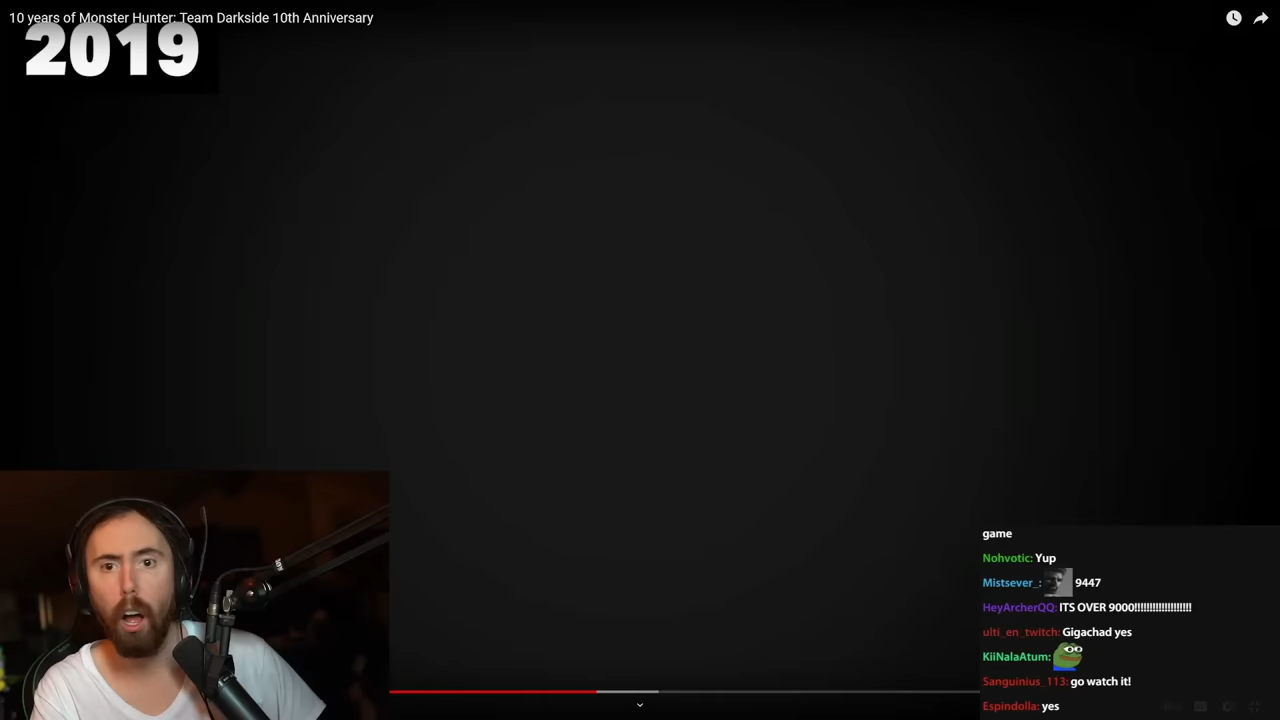 10 years of Monster Hunter: Team Darkside 10th Anniversary
2019
game
Nohvotic: Yup
Mistsever_: 9447
HeyArcherQQ: ITS OVER 9000!!!!!!!!!!!!!!!!!!!
ulti_en_twitch: Gigachad yes
KiiNalaAtum:
Sanguinius_113: go watch it!
Espindolla: yes